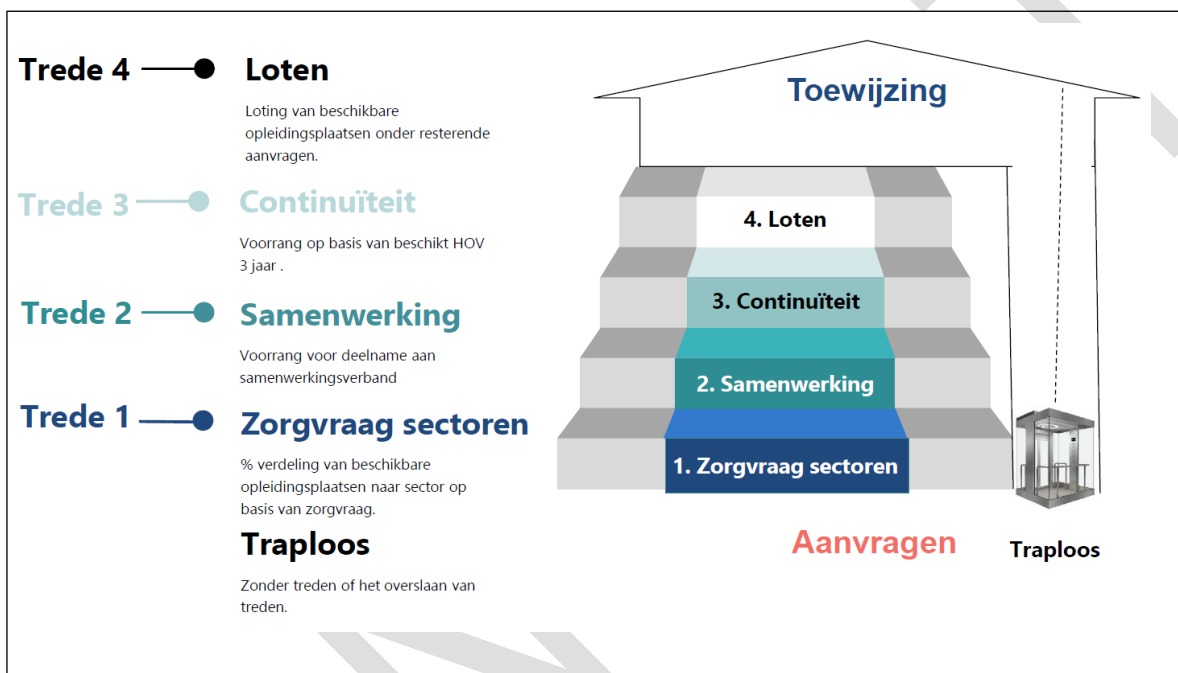 Trede 4
Loten
Loting van beschikbare
opleidingsplaatsen onder resterende
aanvragen.
Trede 3
Continuïteit
Voorrang op basis van beschikt HOV
3 jaar .
Trede 2
Samenwerking
Voorrang voor deelname aan
samenwerkingsverband
Trede 1
Zorgvraag sectoren
% verdeling van beschikbare
opleidingsplaatsen naar sector op
basis van zorgvraag.
Traploos
Zonder treden of het overslaan van
treden.
Toewijzing
4. Loten
3. Continuïteit
2. Samenwerking
1. Zorgvraag sectoren
Aanvragen
Traploos